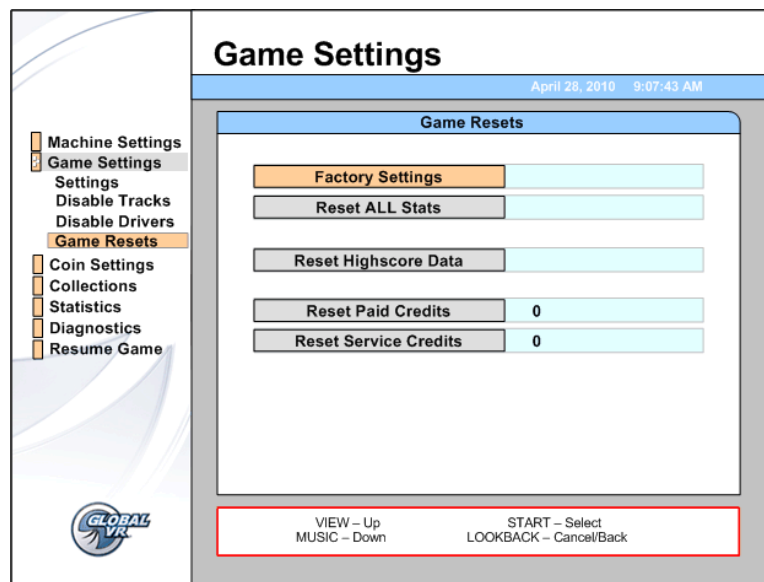 Game Settings
April 28, 2010 9:07:43 AM
Machine Settings
Game Settings
Settings
Disable Tracks
Disable Drivers
Game Resets
Coin Settings
Collections
Statistics
Diagnostics
Resume Game
Game Resets
Factory Settings
Reset ALL Stats
Reset Highscore Data
Reset Paid Credits 0
Reset Service Credits 0
VIEW – Up START – Select
MUSIC – Down LOOKBACK – Cancel/Back
GLOBAL
VR